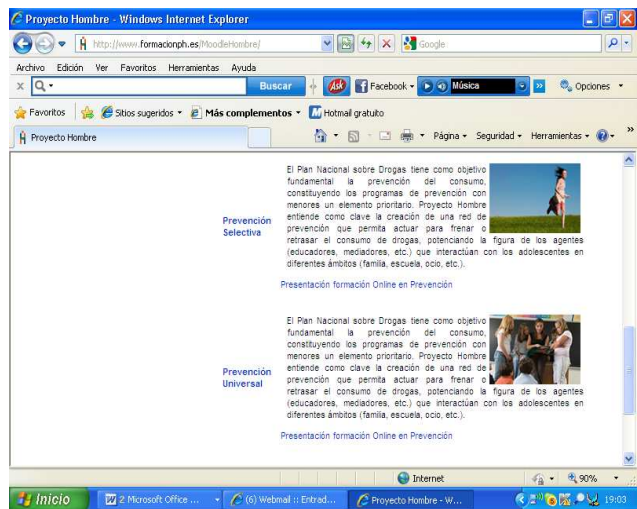 Proyecto Hombre - Windows Internet Explorer
http://www.formacionph.es/MoodleHombre/
Google
Archivo Edición Ver Favoritos Herramientas Ayuda
Buscar
Ask
Facebook
Música
Opciones
Favoritos
Sitios sugeridos
Más complementos
Hotmail gratuito
Proyecto Hombre
Página
Seguridad
Herramientas
Prevención
Selectiva
El Plan Nacional sobre Drogas tiene como objetivo
fundamental la prevención del consumo,
constituyendo los programas de prevención con
menores un elemento prioritario. Proyecto Hombre
entiende como clave la creación de una red de
prevención que permita actuar para frenar o
retrasar el consumo de drogas, potenciando la figura de los agentes
(educadores, mediadores, etc.) que interactúan con los adolescentes en
diferentes ámbitos (familia, escuela, ocio, etc.).
Presentación formación Online en Prevención
Prevención
Universal
El Plan Nacional sobre Drogas tiene como objetivo
fundamental la prevención del consumo,
constituyendo los programas de prevención con
menores un elemento prioritario. Proyecto Hombre
entiende como clave la creación de una red de
prevención que permita actuar para frenar o
retrasar el consumo de drogas, potenciando la figura de los agentes
(educadores, mediadores, etc.) que interactúan con los adolescentes en
diferentes ámbitos (familia, escuela, ocio, etc.).
Presentación formación Online en Prevención
Internet
90%
Inicio
2 Microsoft Office ...
(6) Webmail :: Entrad...
Proyecto Hombre - W...
19:03